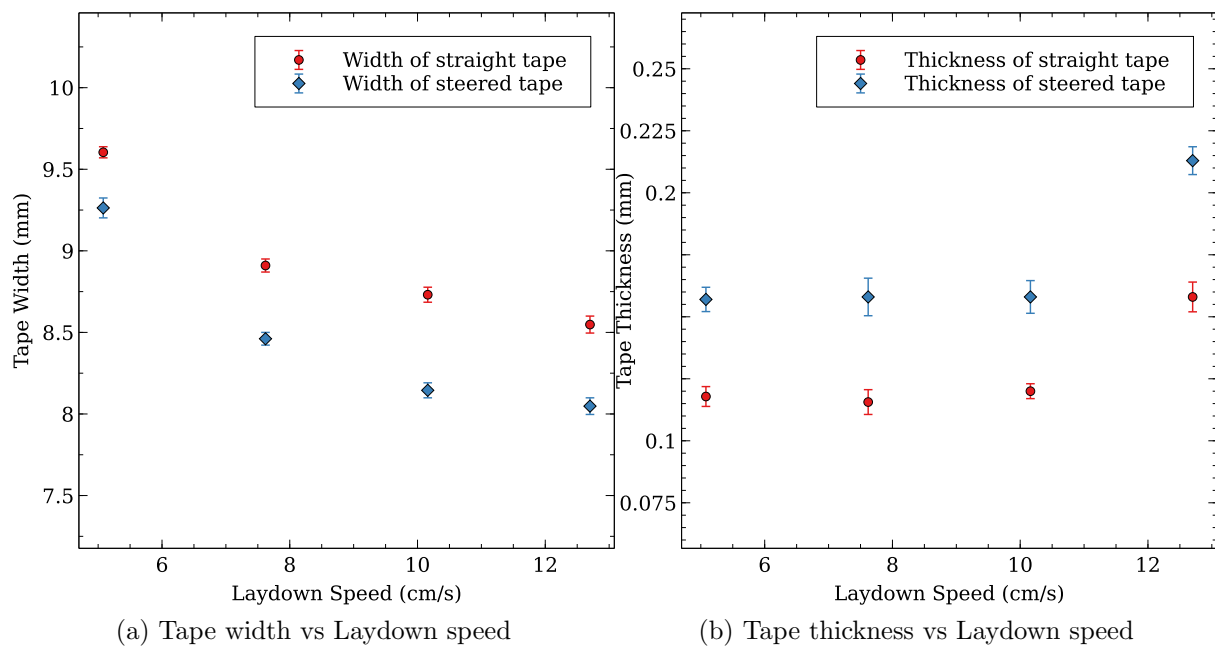 Width of straight tape
Width of steered tape
10
9.5
9
8.5
8
7.5
Tape Width (mm)
6 8 10 12
Laydown Speed (cm/s)
(a) Tape width vs Laydown speed
Thickness of straight tape
Thickness of steered tape
0.25
0.225
0.2
0.1
0.075
Tape Thickness (mm)
6 8 10 12
Laydown Speed (cm/s)
(b) Tape thickness vs Laydown speed